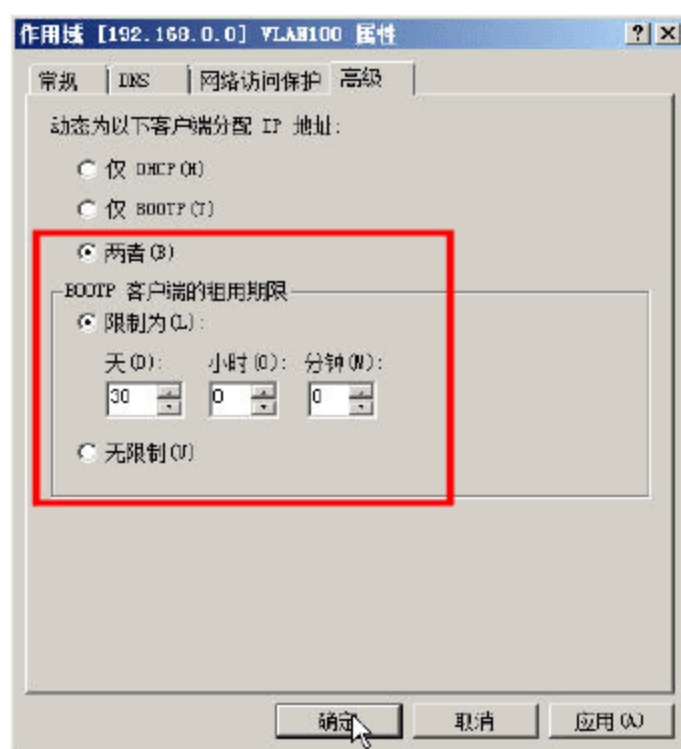 作用域 [192.168.0.0] VLAN100 属性
常规 DNS 网络访问保护 高级
动态为以下客户端分配 IP 地址:
仅 DHCP(H)
仅 BOOTP(T)
两者(B)
BOOTP 客户端的租用期限
限制为(L):
天(D): 小时(O): 分钟(N):
30 0 0
无限制(U)
确定 取消 应用(A)